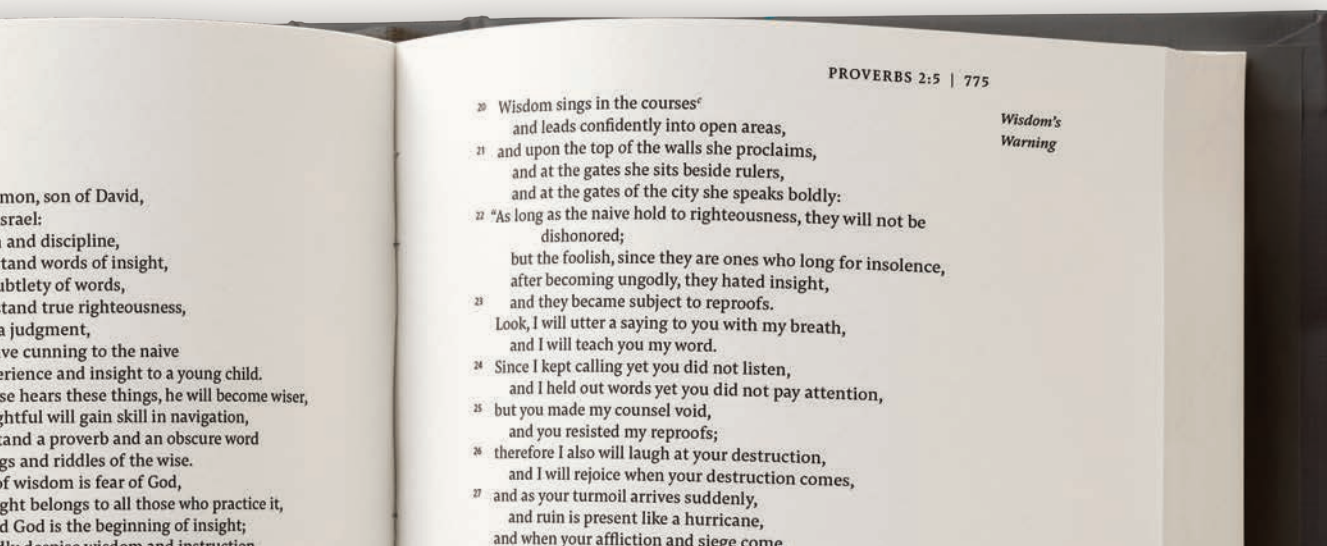 mon, son of David,
srael:
and discipline,
tand words of insight,
ubtlety of words,
tand true righteousness,
a judgment,
ve cunning to the naive
erience and insight to a young child.
se hears these things, he will become wiser,
ghtful will gain skill in navigation,
tand a proverb and an obscure word
gs and riddles of the wise.
of wisdom is fear of God,
ght belongs to all those who practice it,
d God is the beginning of insight;
despise wisdom and instruction
PROVERBS 2:5 | 775
20 Wisdom sings in the coursesᶜ
and leads confidently into open areas,
21 and upon the top of the walls she proclaims,
and at the gates she sits beside rulers,
and at the gates of the city she speaks boldly:
22 “As long as the naive hold to righteousness, they will not be
dishonored;
but the foolish, since they are ones who long for insolence,
after becoming ungodly, they hated insight,
23 and they became subject to reproofs.
Look, I will utter a saying to you with my breath,
and I will teach you my word.
24 Since I kept calling yet you did not listen,
and I held out words yet you did not pay attention,
25 but you made my counsel void,
and you resisted my reproofs;
26 therefore I also will laugh at your destruction,
and I will rejoice when your destruction comes,
27 and as your turmoil arrives suddenly,
and ruin is present like a hurricane,
and when your affliction and siege come
Wisdom’s
Warning